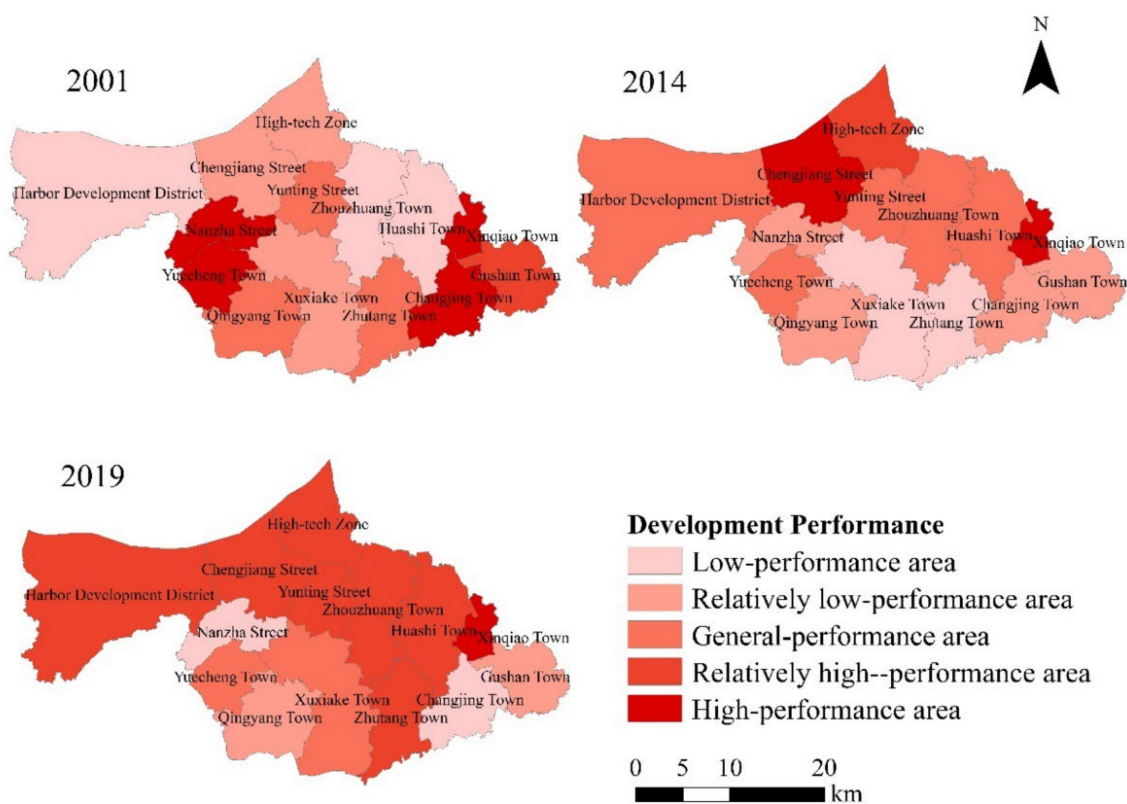 2001
High-tech Zone
Chengjiang Street
Harbor Development District
Yunting Street
Zhouzhuang Town
Nanzha Street
Huashi Town
Xinqiao Town
Yuecheng Town
Gushan Town
Xuxiake Town
Changjing Town
Qingyang Town
Zhutang Town
N
2014
High-tech Zone
Chengjiang Street
Harbor Development District
Yunting Street
Zhouzhuang Town
Nanzha Street
Huashi Town
Xinqiao Town
Yuecheng Town
Gushan Town
Xuxiake Town
Changjing Town
Qingyang Town
Zhutang Town
2019
High-tech Zone
Chengjiang Street
Harbor Development District
Yunting Street
Zhouzhuang Town
Nanzha Street
Huashi Town
Xinqiao Town
Yuecheng Town
Gushan Town
Xuxiake Town
Changjing Town
Qingyang Town
Zhutang Town
Development Performance
Low-performance area
Relatively low-performance area
General-performance area
Relatively high--performance area
High-performance area
0 5 10 20
km